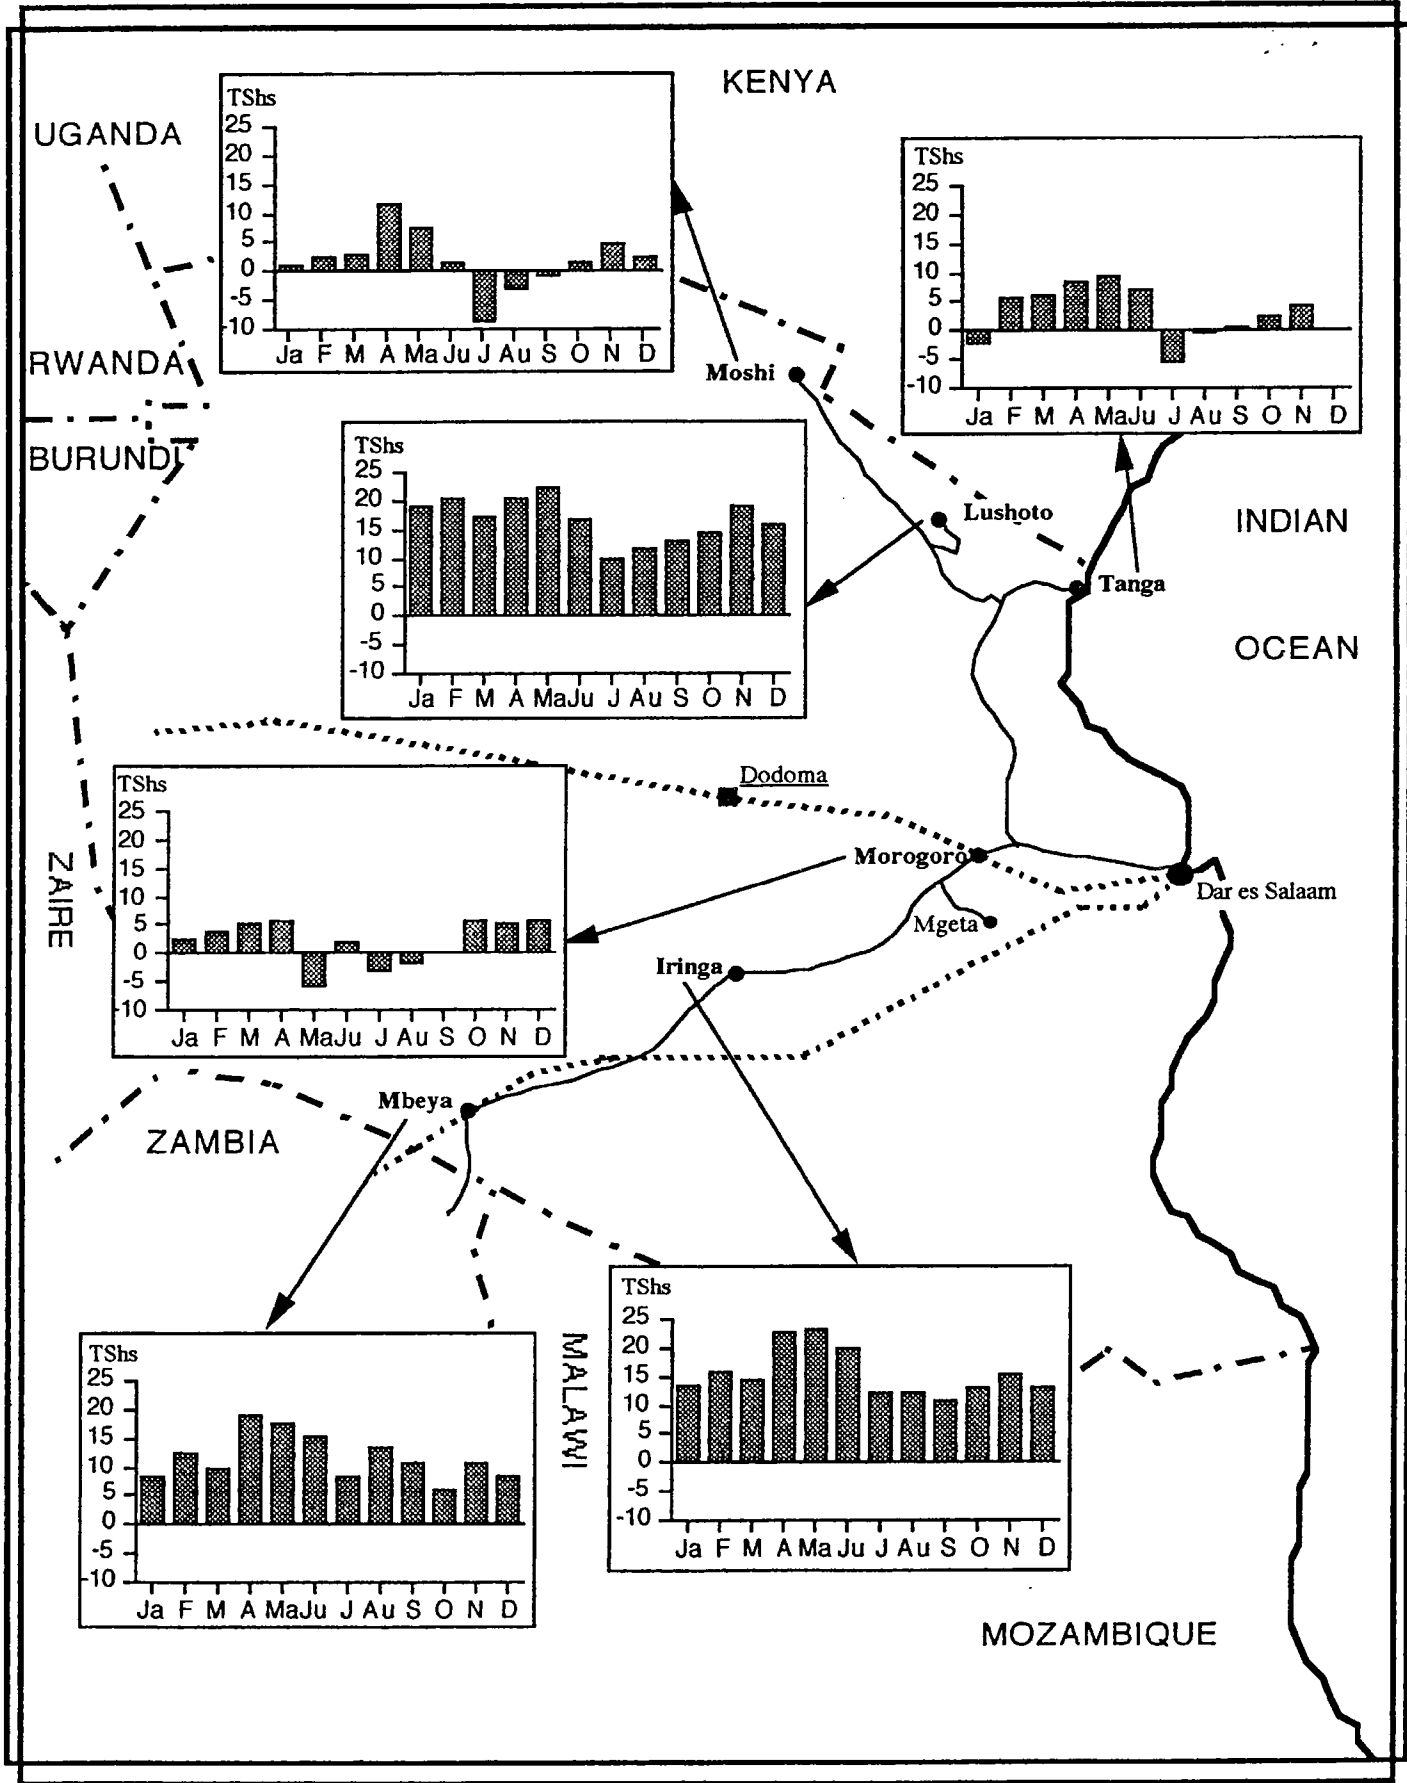 KENYA
UGANDA
RWANDA
BURUNDI
TShs
25
20
15
10
5
0
-5
-10
Ja F M A Ma Ju J Au S O N D
TShs
25
20
15
10
5
0
-5
-10
Ja F M A Ma Ju J Au S O N D
Moshi
TShs
25
20
15
10
5
0
-5
-10
Ja F M A Ma Ju J Au S O N D
Lushoto
INDIAN
Tanga
OCEAN
Dodoma
TShs
25
20
15
10
5
0
-5
-10
Ja F M A Ma Ju J Au S O N D
ZAIRE
Morogoro
Dar es Salaam
Mgeta
Iringa
Mbeya
ZAMBIA
TShs
25
20
15
10
5
0
-5
-10
Ja F M A Ma Ju J Au S O N D
MALAWI
TShs
25
20
15
10
5
0
-5
-10
Ja F M A Ma Ju J Au S O N D
MOZAMBIQUE